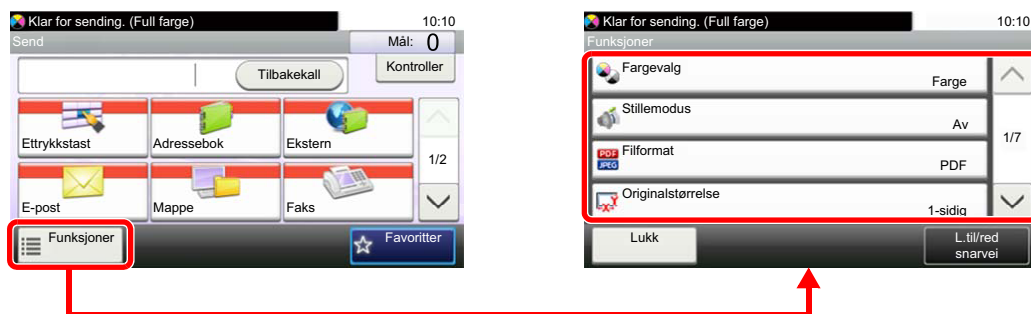 Klar for sending. (Full farge)
10:10
Send
Mål: 0
Tilbakekall
Kontroller
Ettrykkstast
Adressebok
Ekstern
1/2
E-post
Mappe
Faks
Funksjoner
Favoritter
Klar for sending. (Full farge)
10:10
Funksjoner
Fargevalg
Farge
Stillemodus
Av
1/7
PDF
JPEG
Filformat
PDF
Originalstørrelse
1-sidig
Lukk
L.til/red
snarvei